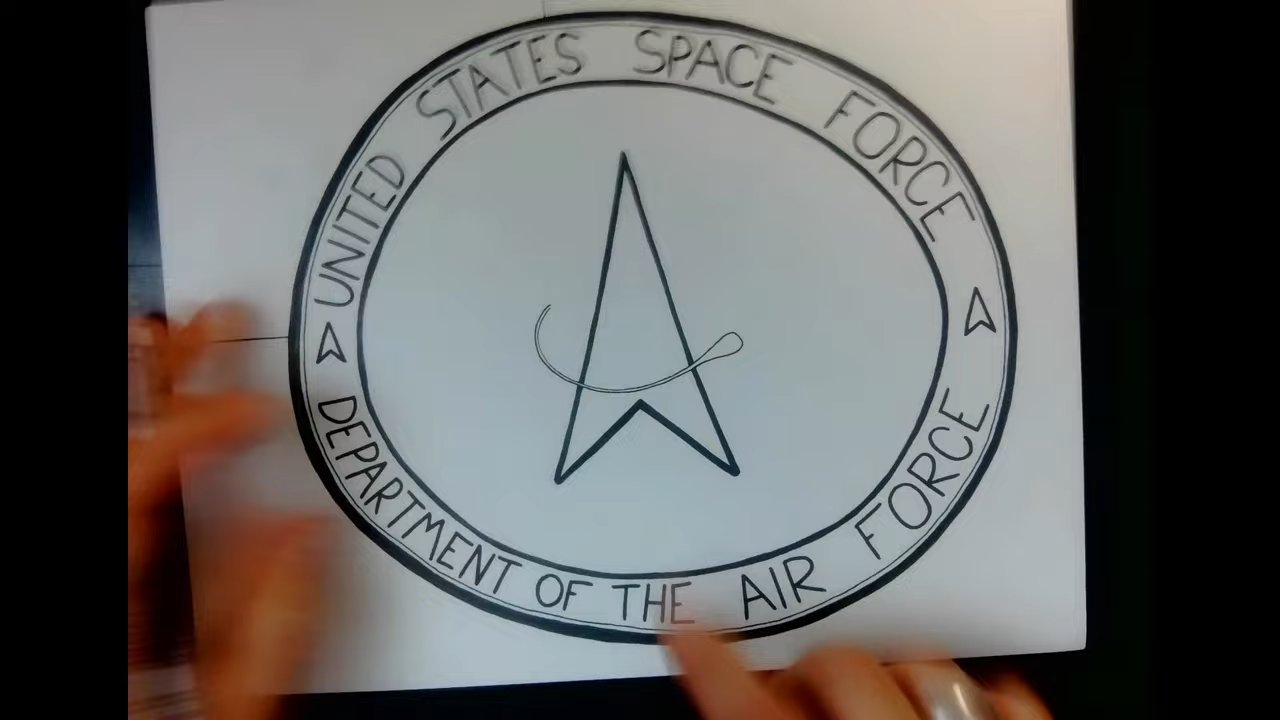 UNITED STATES SPACE FORCE
DEPARTMENT OF THE AIR FORCE